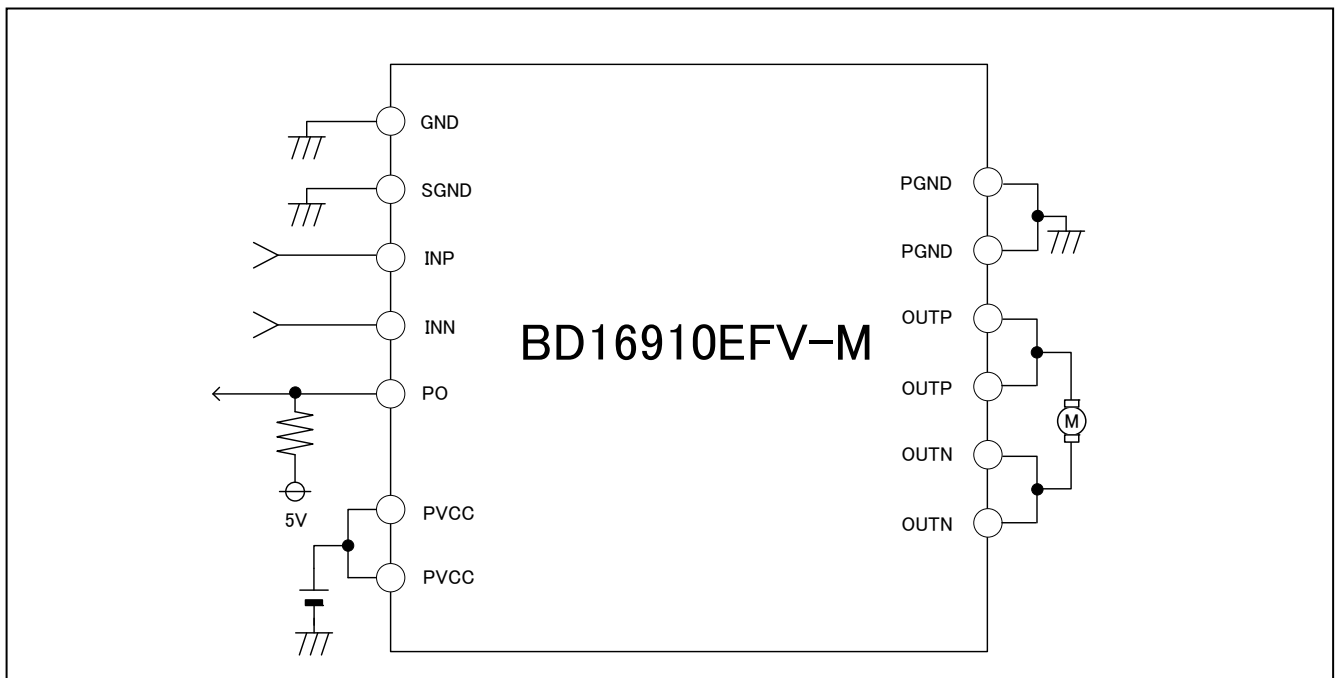 GND
SGND
INP
INN
PO
5V
PVCC
PVCC
BD16910EFV-M
PGND
PGND
OUTP
OUTP
M
OUTN
OUTN